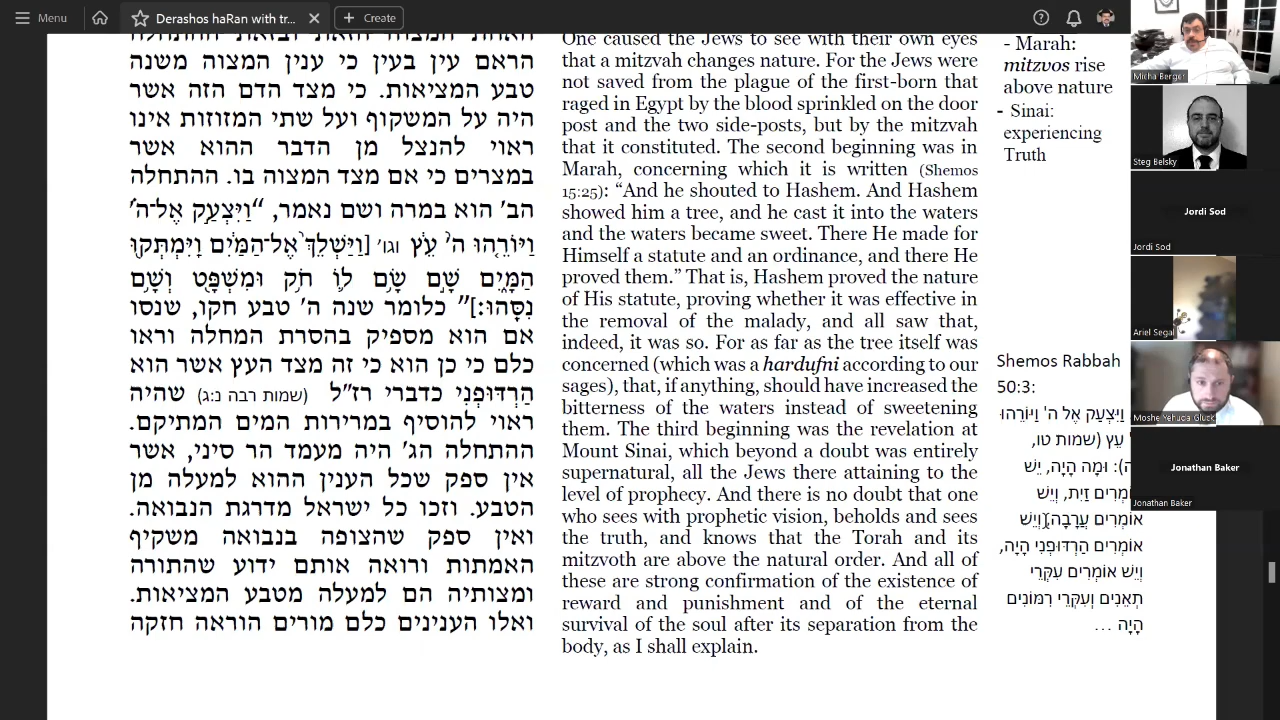 Menu
Derashos haRan with tr...
Create
הראם עין בעין כי ענין המצוה משנה
טבע המציאות. כי מצד הדם הזה אשר
היה על המשקוף ועל שתי המזוזות אינו
ראוי להנצל מן הדבר ההוא אשר
במצרים כי אם מצד המצוה בו. ההתחלה
הב' הוא במרה ושם נאמר, "וַיִּצְעַ֣ק אֶל־ה'
וַיּוֹרֵ֤הוּ ה' עֵ֔ץ וגו' [וַיַּשְׁלֵךְ֙ אֶל־הַמַּ֔יִם וַֽיִּמְתְּק֖וּ
הַמָּ֑יִם שָׁ֣ם שָׂ֥ם ל֛וֹ חֹ֥ק וּמִשְׁפָּ֖ט וְשָׁ֥ם
נִסָּֽהוּ׃]" כלומר שנה ה' טבע חקו, שנסו
אם הוא מספיק בהסרת המחלה וראו
כלם כי כן הוא כי זה מצד העץ אשר הוא
הַרְדּוּפְנִי כדברי רז"ל (שמות רבה נ:ג) שהיה
ראוי להוסיף במרירות המים המתיקם.
ההתחלה הג' היה מעמד הר סיני, אשר
אין ספק שכל הענין ההוא למעלה מן
הטבע. וזכו כל ישראל מדרגת הנבואה.
ואין ספק שהצופה בנבואה משקיף
האמתות ורואה אותם ידוע שהתורה
ומצותיה הם למעלה מטבע המציאות.
ואלו הענינים כלם מורים הוראה חזקה
One caused the Jews to see with their own eyes
that a mitzvah changes nature. For the Jews were
not saved from the plague of the first-born that
raged in Egypt by the blood sprinkled on the door
post and the two side-posts, but by the mitzvah
that it constituted. The second beginning was in
Marah, concerning which it is written (Shemos
15:25): “And he shouted to Hashem. And Hashem
showed him a tree, and he cast it into the waters
and the waters became sweet. There He made for
Himself a statute and an ordinance, and there He
proved them.” That is, Hashem proved the nature
of His statute, proving whether it was effective in
the removal of the malady, and all saw that,
indeed, it was so. For as far as the tree itself was
concerned (which was a hardufni according to our
sages), that, if anything, should have increased the
bitterness of the waters instead of sweetening
them. The third beginning was the revelation at
Mount Sinai, which beyond a doubt was entirely
supernatural, all the Jews there attaining to the
level of prophecy. And there is no doubt that one
who sees with prophetic vision, beholds and sees
the truth, and knows that the Torah and its
mitzvoth are above the natural order. And all of
these are strong confirmation of the existence of
reward and punishment and of the eternal
survival of the soul after its separation from the
body, as I shall explain.
- Marah:
mitzvos rise
above nature
- Sinai:
experiencing
Truth
Shemos Rabbah
50:3:
וַיִּצְעַק אֶל ה' וַיּוֹרֵהוּ
עֵץ (שמות טו,
): וּמָה הָיָה, יֵשׁ
אוֹמְרִים זַיִת, וְיֵשׁ
אוֹמְרִים עֲרָבָה וְיֵשׁ
אוֹמְרִים הַרְדּוּפְנִי הָיָה,
וְיֵשׁ אוֹמְרִים עִקְּרֵי
תְאֵנִים וְעִקְּרֵי רִמּוֹנִים
הָיָה ...
Micha Berger
Steg Belsky
Jordi Sod
Jordi Sod
Ariel Segal
Moshe Yehuda Gluck
Jonathan Baker
Jonathan Baker